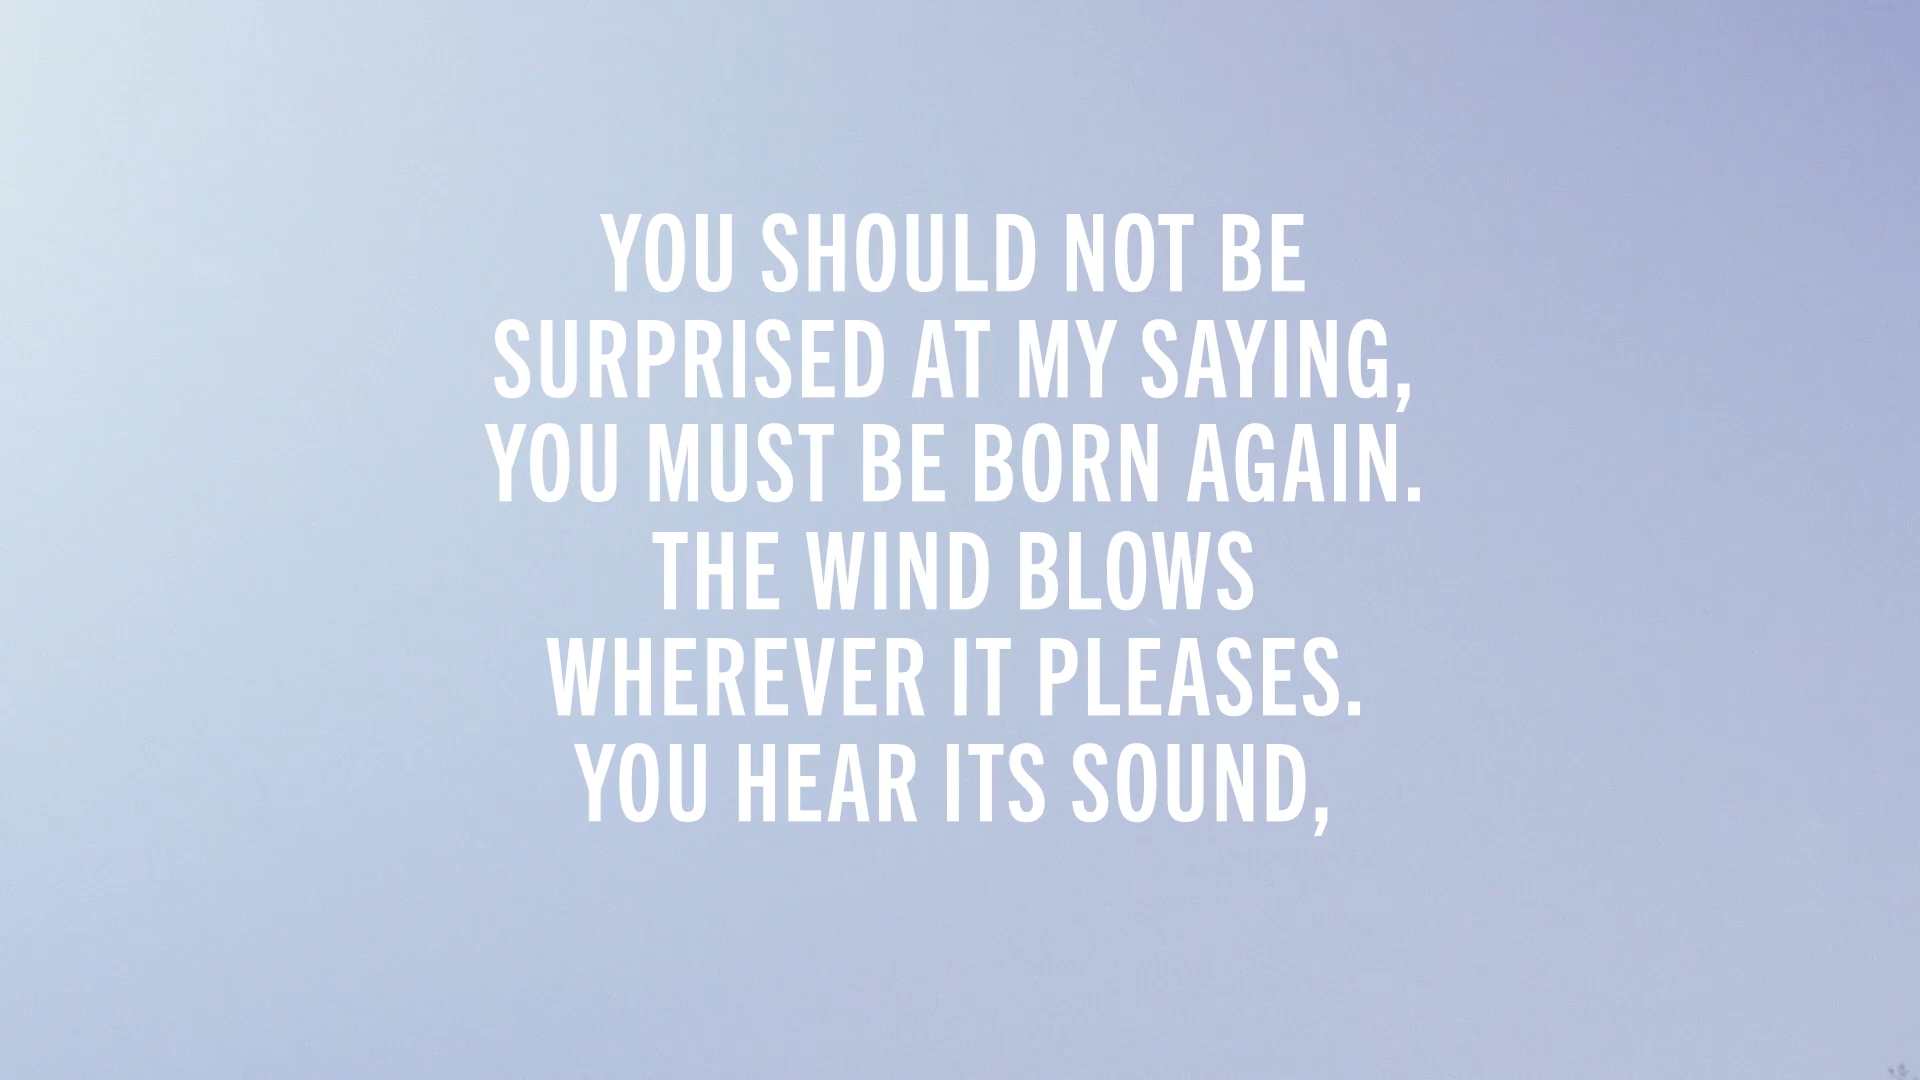 YOU SHOULD NOT BE
SURPRISED AT MY SAYING,
YOU MUST BE BORN AGAIN.
THE WIND BLOWS
WHEREVER IT PLEASES.
YOU HEAR ITS SOUND,